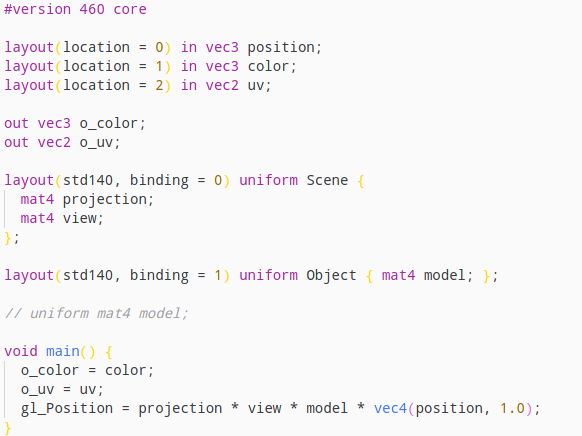 #version 460 core
layout(location = 0) in vec3 position;
layout(location = 1) in vec3 color;
layout(location = 2) in vec2 uv;
out vec3 o_color;
out vec2 o_uv;
layout(std140, binding = 0) uniform Scene {
  mat4 projection;
  mat4 view;
};
layout(std140, binding = 1) uniform Object { mat4 model; };
// uniform mat4 model;
void main() {
  o_color = color;
  o_uv = uv;
  gl_Position = projection * view * model * vec4(position, 1.0);
}